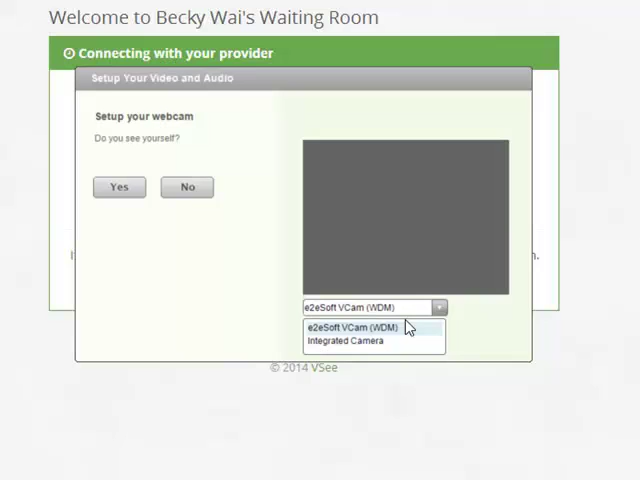 Welcome to Becky Wai's Waiting Room
Connecting with your provider
Setup Your Video and Audio
Setup your webcam
Do you see yourself?
Yes No
e2eSoft VCam (WDM)
e2eSoft VCam (WDM)
Integrated Camera
© 2014 VSee